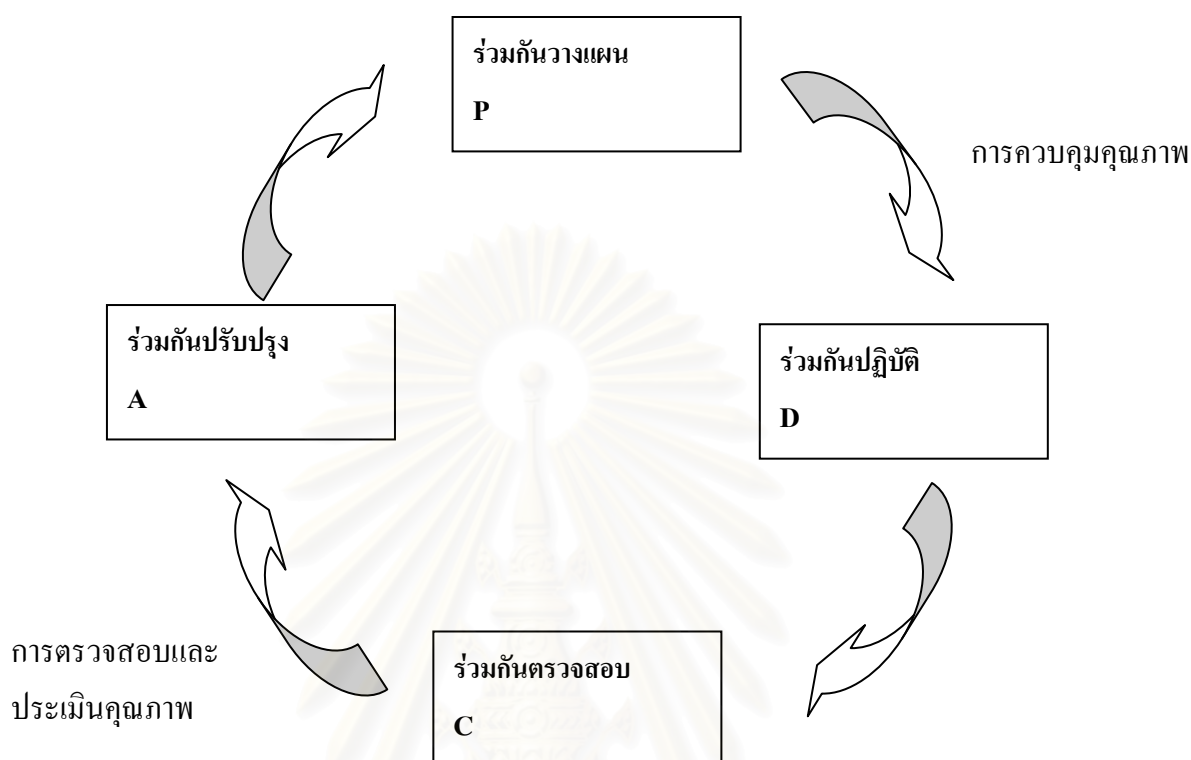 ร่วมกันวางแผน
P
การควบคุมคุณภาพ
ร่วมกันปรับปรุง
A
ร่วมกันปฏิบัติ
D
การตรวจสอบและ
ประเมินคุณภาพ
ร่วมกันตรวจสอบ
C